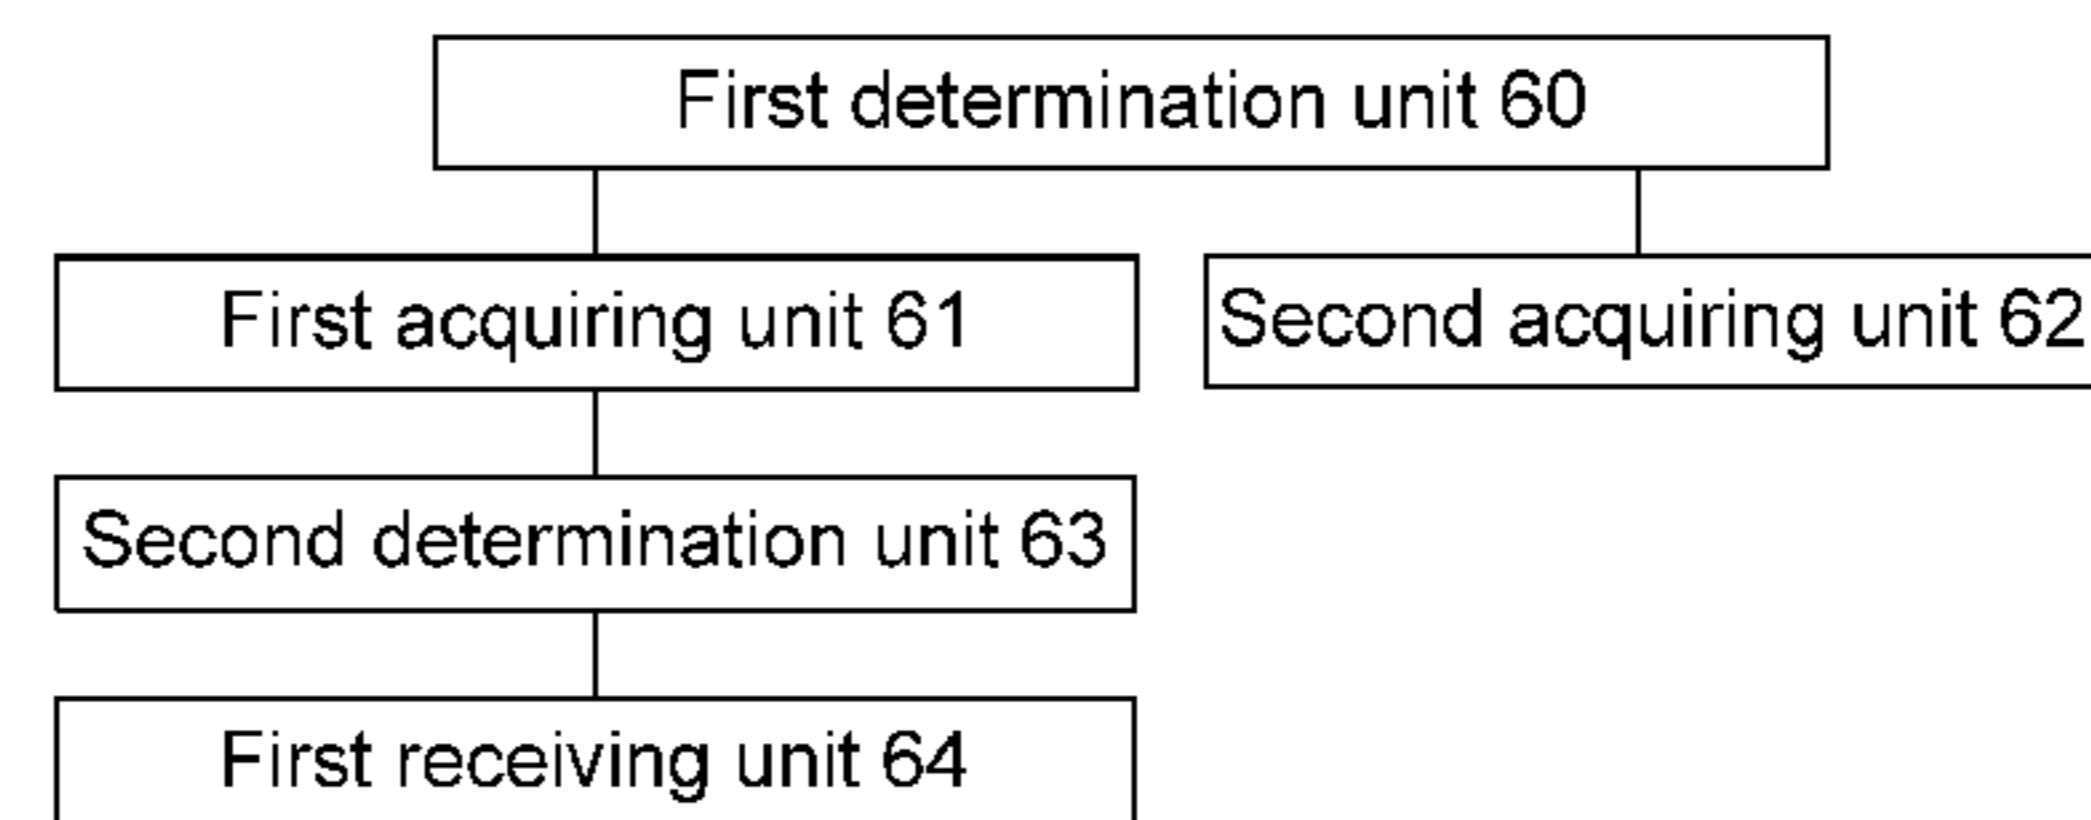 First determination unit 60
First acquiring unit 61
Second acquiring unit 62
Second determination unit 63
First receiving unit 64